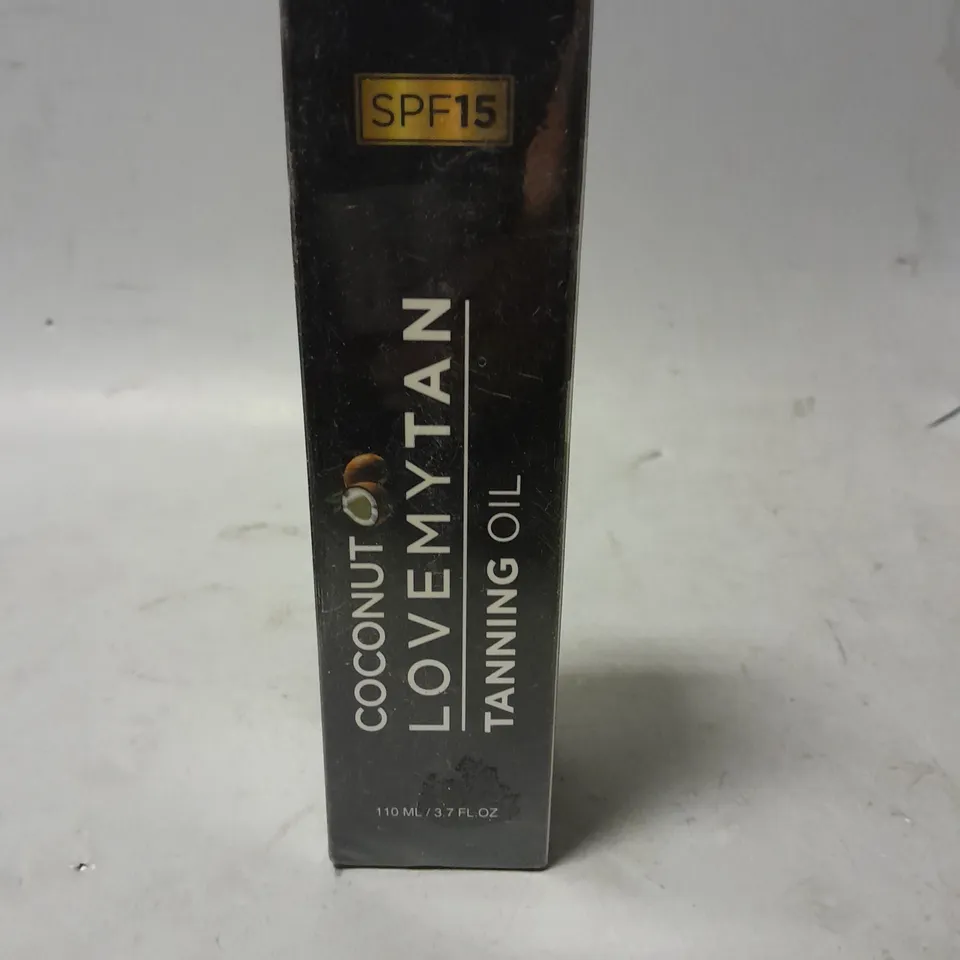 SPF15
COCONUT
LOVEMYTAN
TANNING OIL
110 ML / 3.7 FL.OZ